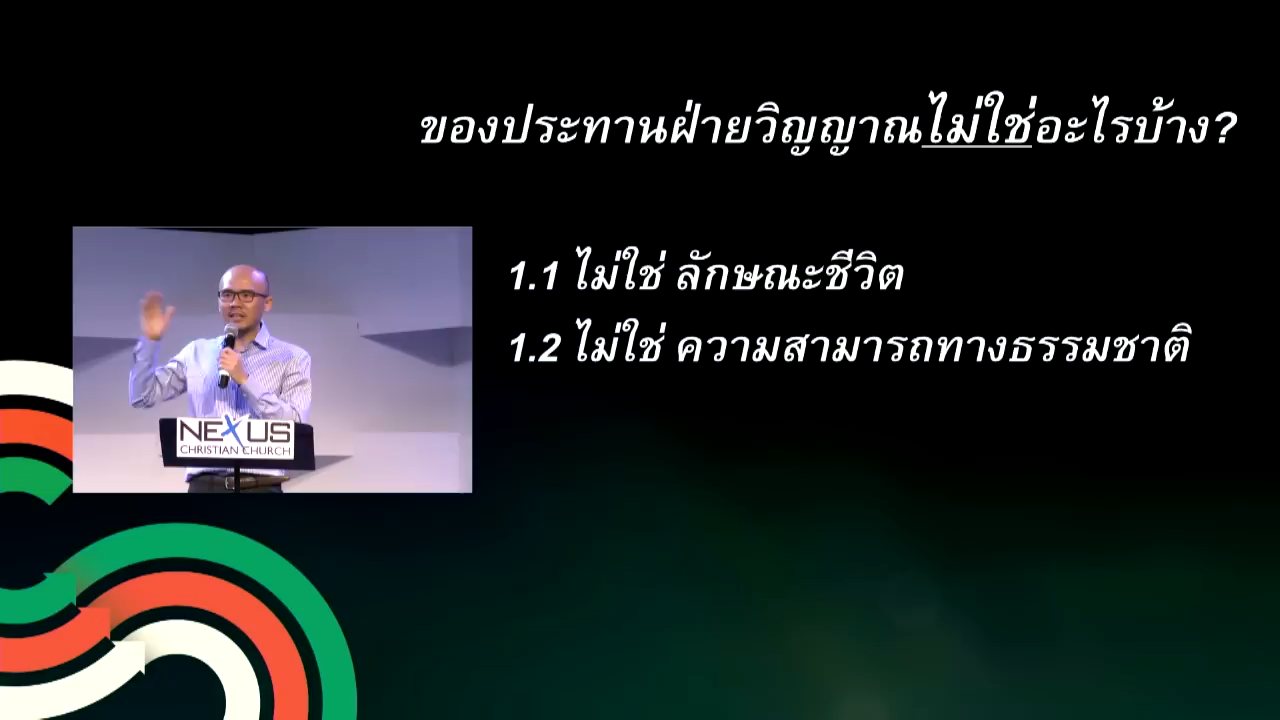 ของประทานฝ่ายวิญญาณไม่ใช่อะไรบ้าง?
1.1 ไม่ใช่ ลักษณะชีวิต
1.2 ไม่ใช่ ความสามารถทางธรรมชาติ
NEXUS
CHRISTIAN CHURCH